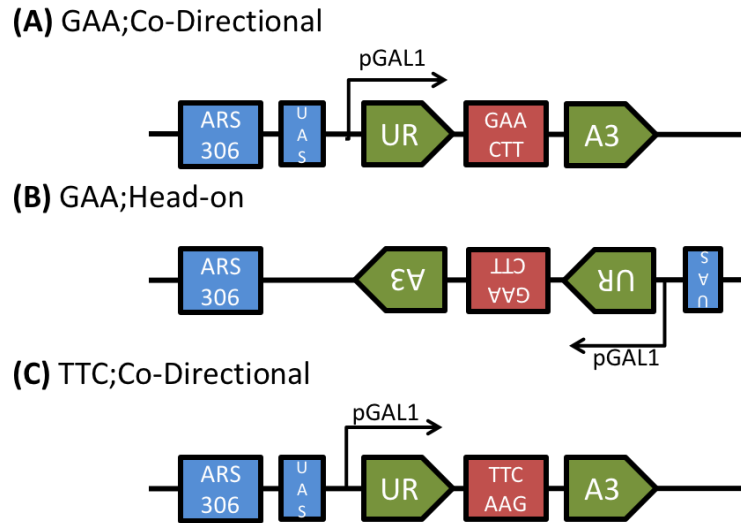 (A) GAA;Co-Directional
pGAL1
ARS
306
U
A
S
UR
GAA
CTT
A3
(B) GAA;Head-on
ARS
306
A3
GAA
CTT
UR
UAS
pGAL1
(C) TTC;Co-Directional
pGAL1
ARS
306
U
A
S
UR
TTC
AAG
A3